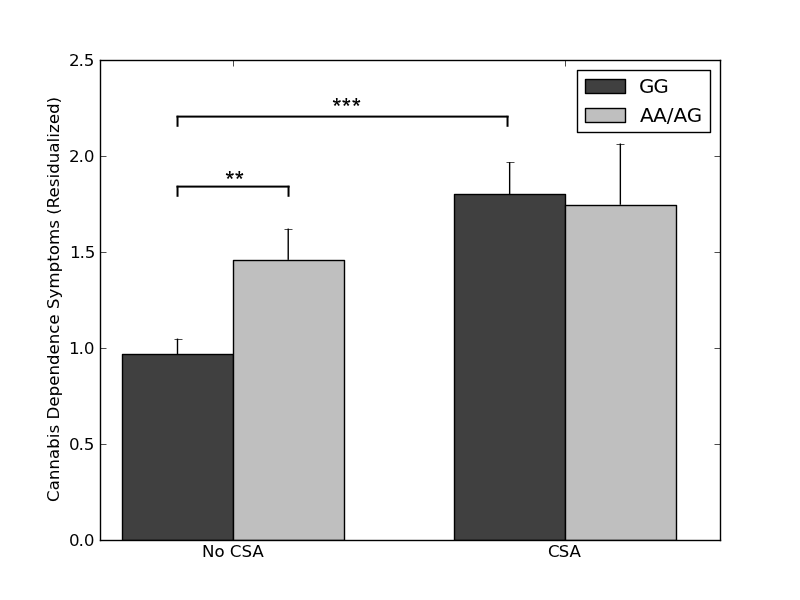 2.5
2.0
1.5
1.0
0.5
0.0
Cannabis Dependence Symptoms (Residualized)
***
**
GG
AA/AG
No CSA
CSA